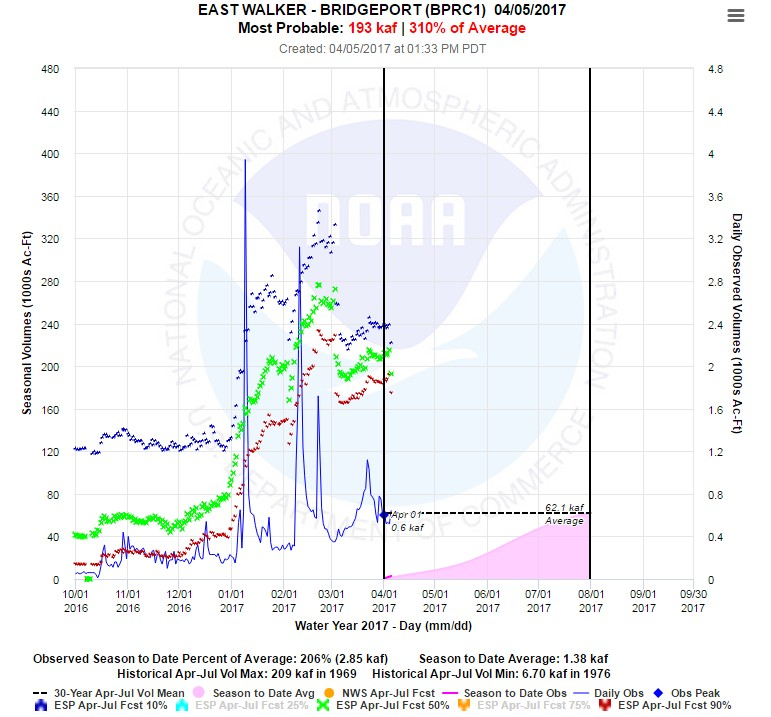 EAST WALKER - BRIDGEPORT (BPRC1) 04/05/2017
Most Probable: 193 kaf | 310% of Average
Created: 04/05/2017 at 01:33 PM PDT
480 4.8
440 4.4
400 4
360 3.6
320 3.2
280 2.8
240 2.4
200 2
160 1.6
120 1.2
80 0.8
40 0.4
0 0
Seasonal Volumes (1000s Ac-Ft)
Daily Observed Volumes (1000s Ac-Ft)
NATIONAL OCEANIC AND ATMOSPHERIC ADMINISTRATION
NOAA
U.S. DEPARTMENT OF COMMERCE
62.1 kaf
Average
Apr 01
0.6 kaf
10/01 11/01 12/01 01/01 02/01 03/01 04/01 05/01 06/01 07/01 08/01 09/01 09/30
2016 2016 2016 2017 2017 2017 2017 2017 2017 2017 2017 2017 2017
Water Year 2017 - Day (mm/dd)
Observed Season to Date Percent of Average: 206% (2.85 kaf) Season to Date Average: 1.38 kaf
Historical Apr-Jul Vol Max: 209 kaf in 1969 Historical Apr-Jul Vol Min: 6.70 kaf in 1976
30-Year Apr-Jul Vol Mean Season to Date Avg NWS Apr-Jul Fcst Season to Date Obs Daily Obs Obs Peak
ESP Apr-Jul Fcst 10% ESP Apr-Jul Fcst 25% ESP Apr-Jul Fcst 50% ESP Apr-Jul Fcst 75% ESP Apr-Jul Fcst 90%